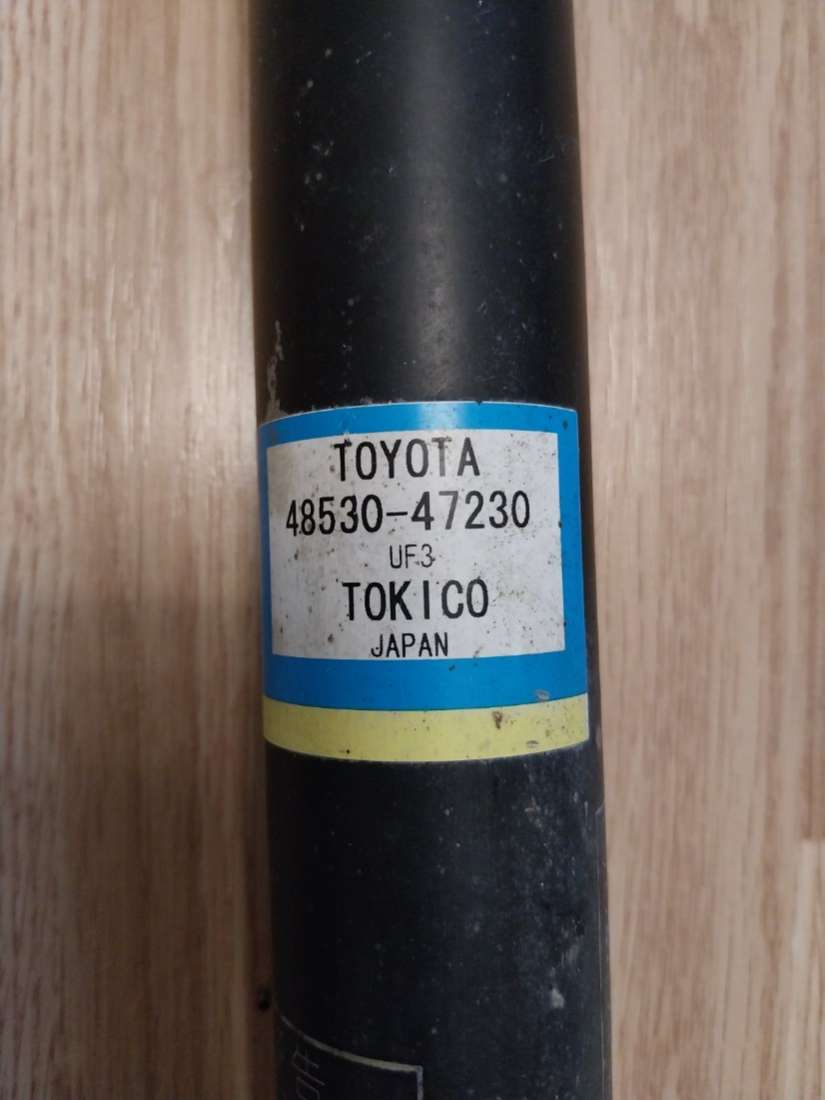 TOYOTA
48530-47230
UF3
TOKICO
JAPAN